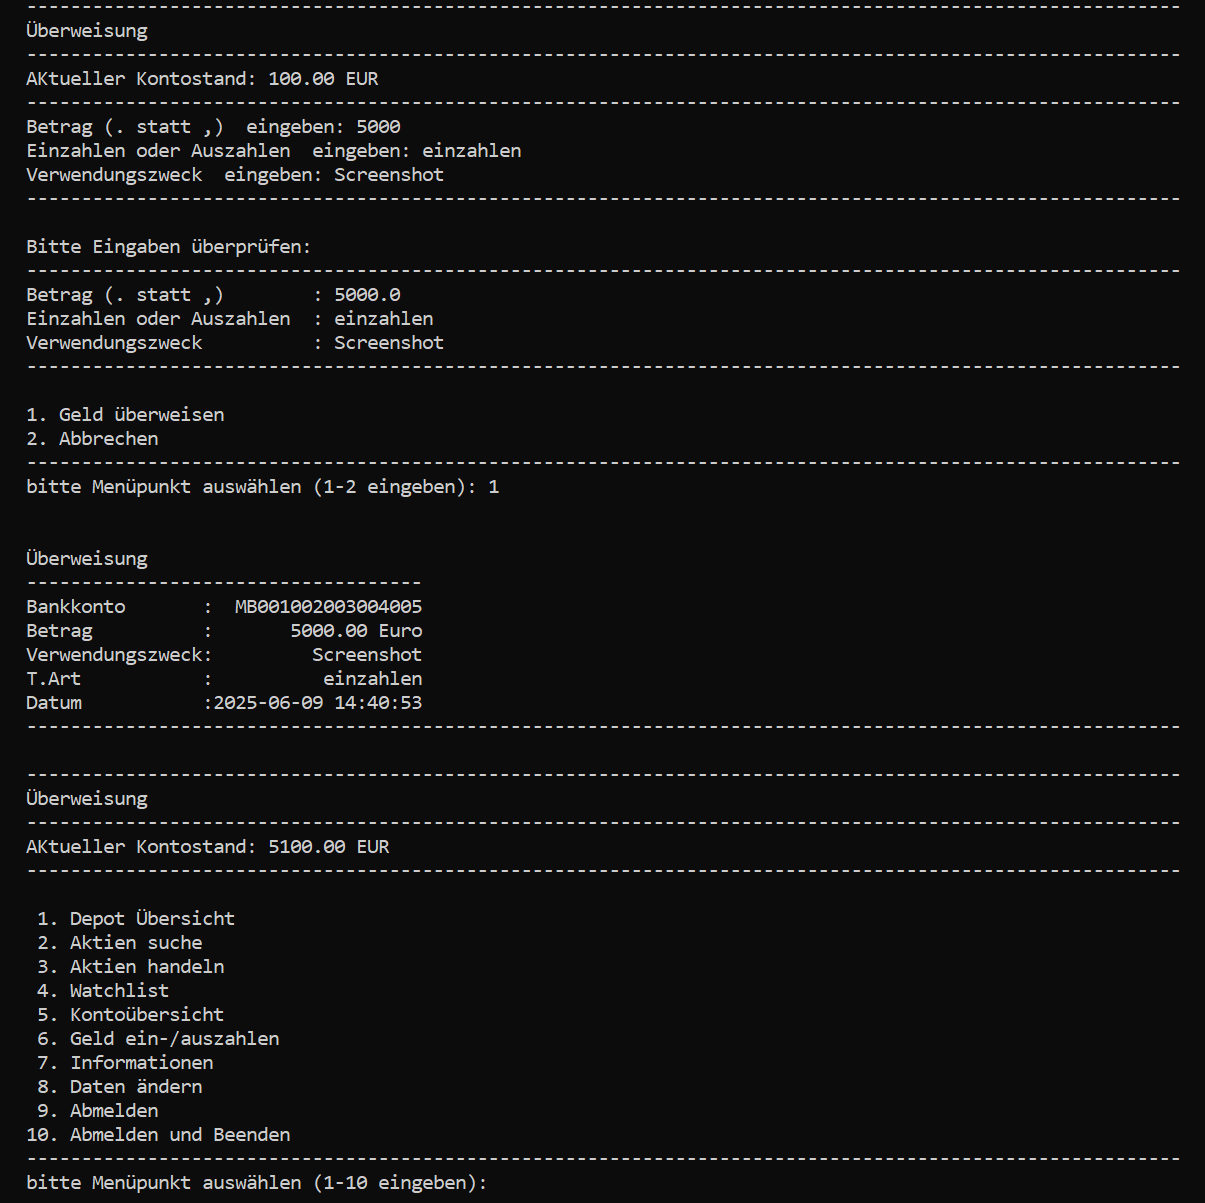 ------------------------------------------------------------------------------------------------------------
Überweisung
---------------------------------------------------------------------------------------------------------
AKtueller Kontostand: 100.00 EUR
---------------------------------------------------------------------------------------------------------
Betrag (. statt ,)  eingeben: 5000
Einzahlen oder Auszahlen  eingeben: einzahlen
Verwendungszweck  eingeben: Screenshot
---------------------------------------------------------------------------------------------------------
Bitte Eingaben überprüfen:
---------------------------------------------------------------------------------------------------------
Betrag (. statt ,)        : 5000.0
Einzahlen oder Auszahlen  : einzahlen
Verwendungszweck          : Screenshot
---------------------------------------------------------------------------------------------------------
1. Geld überweisen
2. Abbrechen
---------------------------------------------------------------------------------------------------------
bitte Menüpunkt auswählen (1-2 eingeben): 1
Überweisung
------------------------------------
Bankkonto       :  MB001002003004005
Betrag          :       5000.00 Euro
Verwendungszweck:         Screenshot
T.Art           :          einzahlen
Datum           :2025-06-09 14:40:53
---------------------------------------------------------------------------------------------------------
---------------------------------------------------------------------------------------------------------
Überweisung
---------------------------------------------------------------------------------------------------------
AKtueller Kontostand: 5100.00 EUR
---------------------------------------------------------------------------------------------------------
 1. Depot Übersicht
 2. Aktien suche
 3. Aktien handeln
 4. Watchlist
 5. Kontoübersicht
 6. Geld ein-/auszahlen
 7. Informationen
 8. Daten ändern
 9. Abmelden
10. Abmelden und Beenden
---------------------------------------------------------------------------------------------------------
bitte Menüpunkt auswählen (1-10 eingeben):